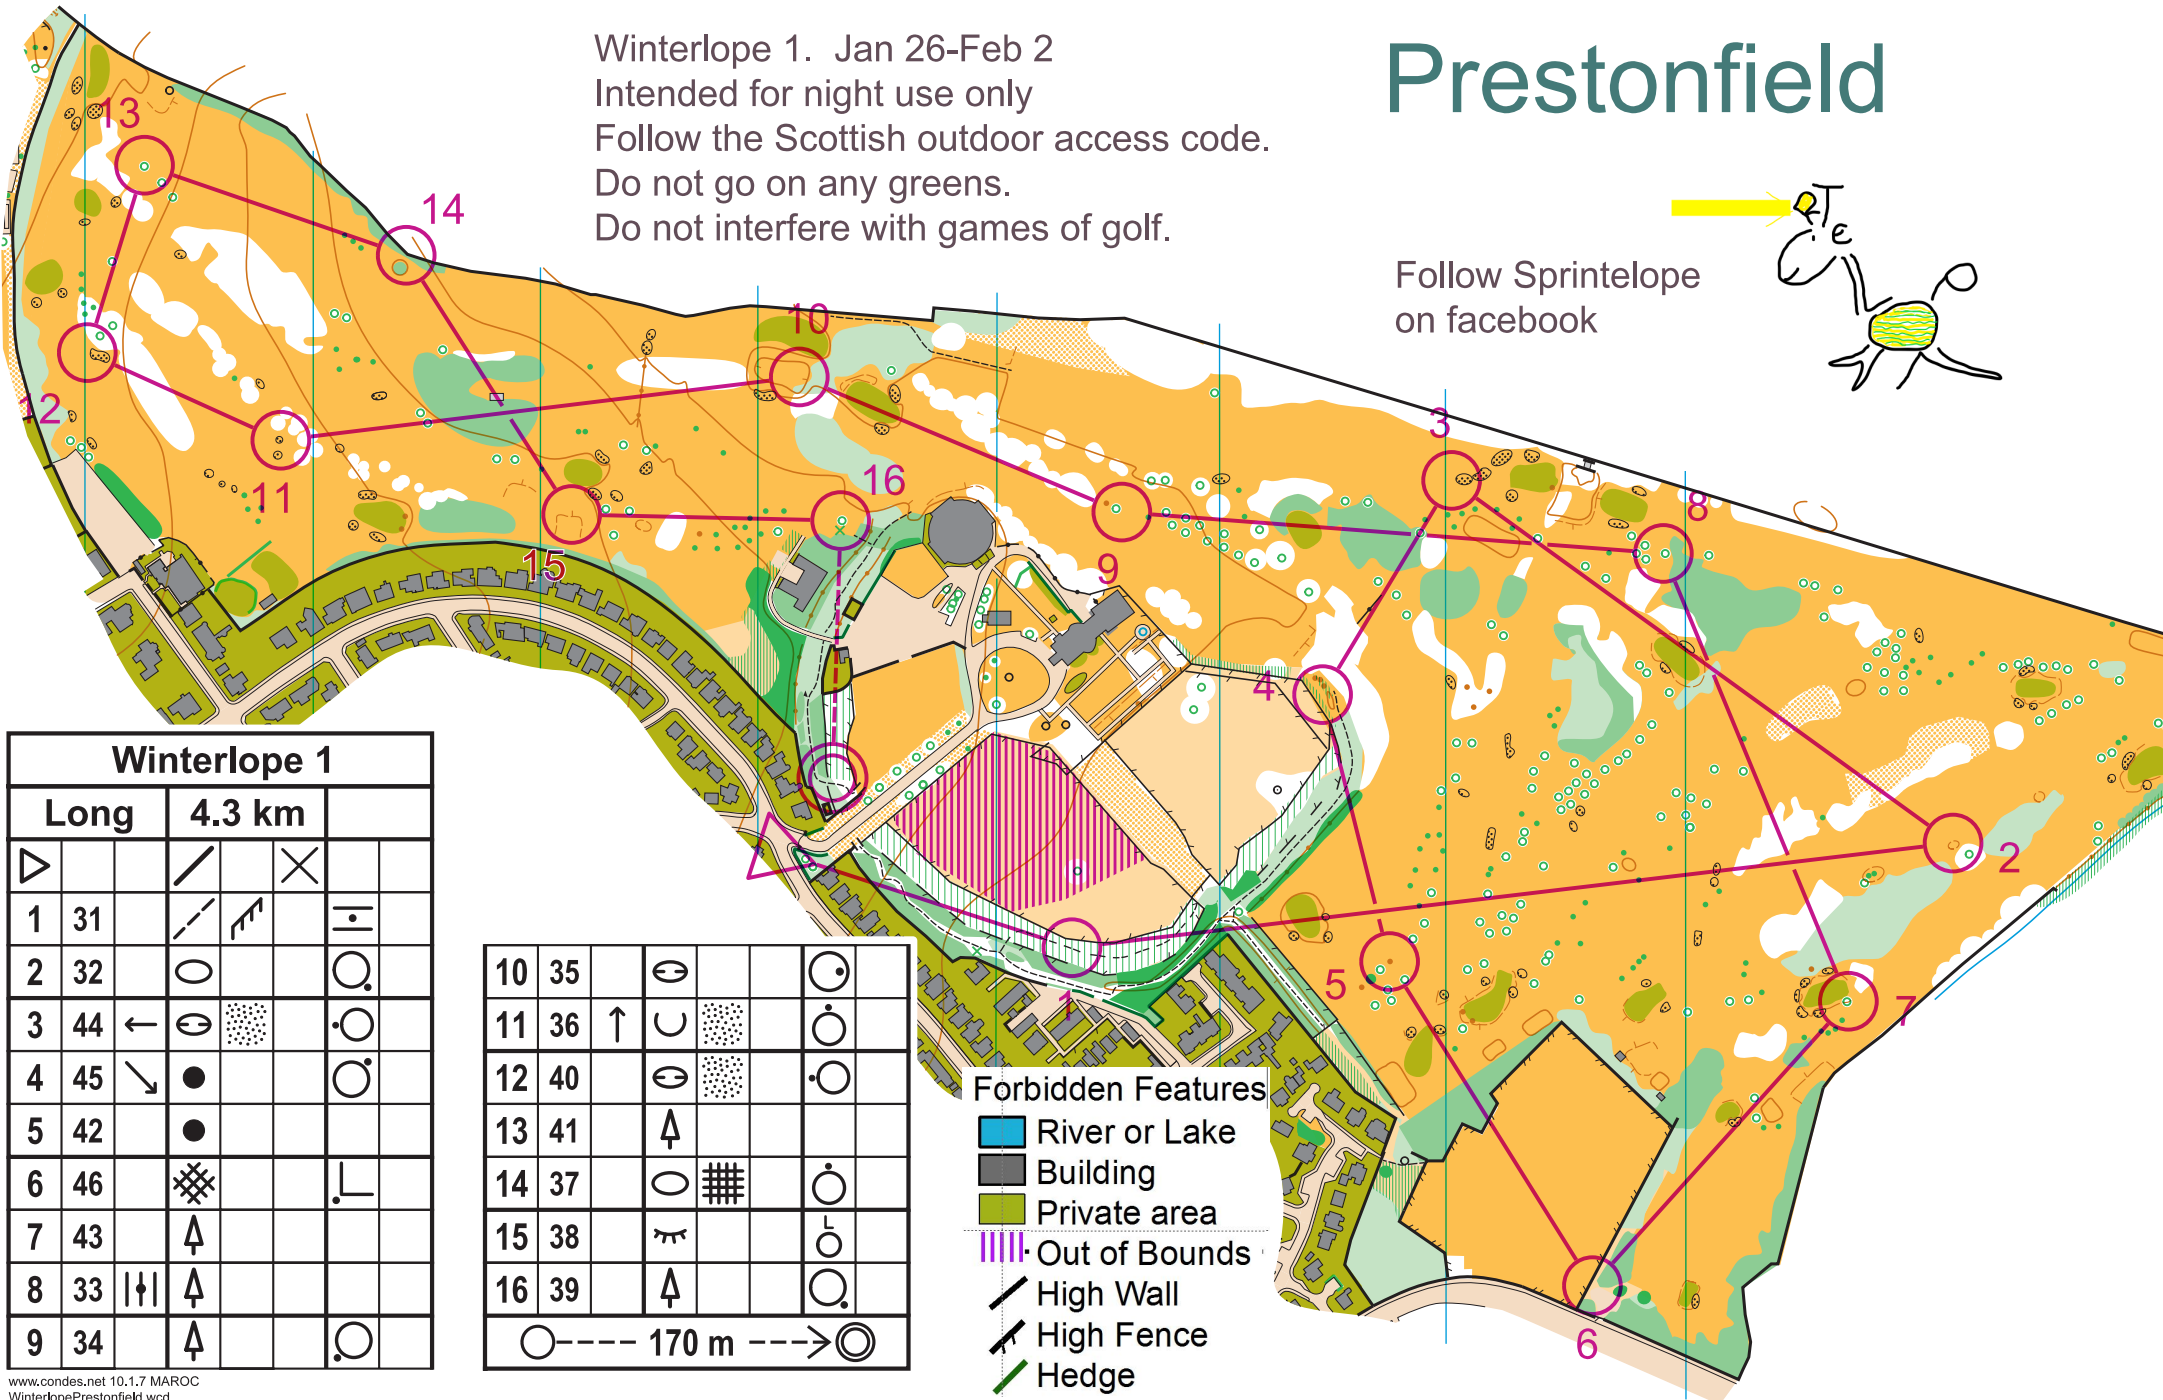 Winterlope 1. Jan 26-Feb 2
Intended for night use only
Follow the Scottish outdoor access code.
Do not go on any greens.
Do not interfere with games of golf.
Prestonfield
Follow Sprintelope
on facebook
13
14
10
3
12
11
16
8
15
9
4
2
5
1
7
6
Winterlope 1
Long 4.3 km
1 31
2 32
3 44
4 45
5 42
6 46
7 43
8 33
9 34
10 35
11 36
12 40
13 41
14 37
15 38
16 39
170 m
Forbidden Features
River or Lake
Building
Private area
Out of Bounds
High Wall
High Fence
Hedge
www.condes.net 10.1.7 MAROC
WinterlopePrestonfield.wcd